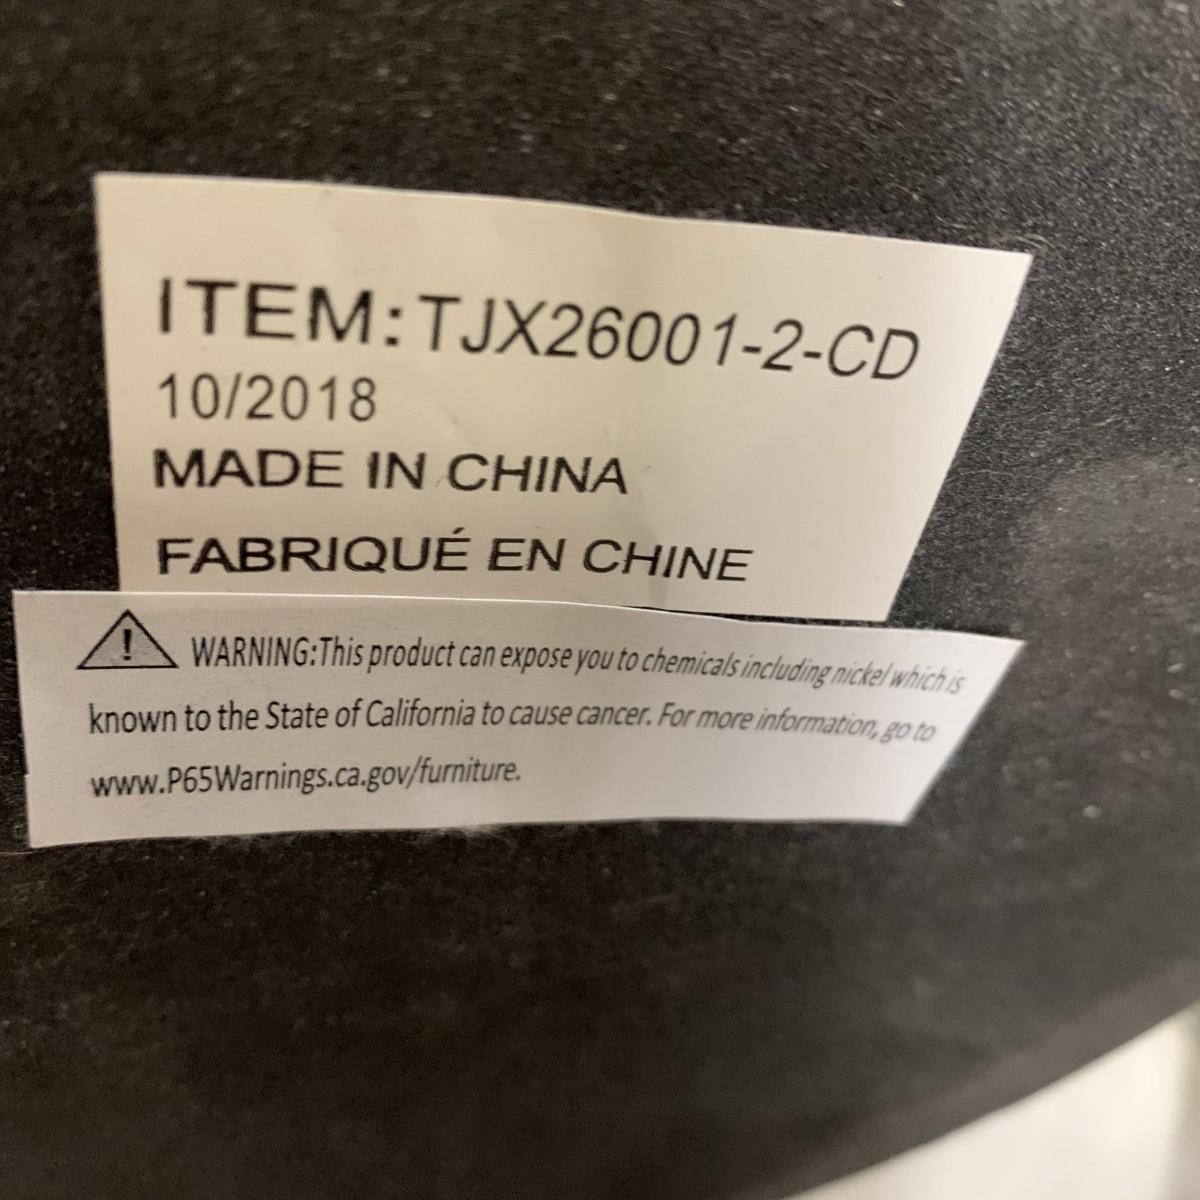 ITEM:TJX26001-2-CD
10/2018
MADE IN CHINA
FABRIQUÉ EN CHINE
! WARNING:This product can expose you to chemicals including nickel which is
known to the State of California to cause cancer. For more information, go to
www.P65Warnings.ca.gov/furniture.